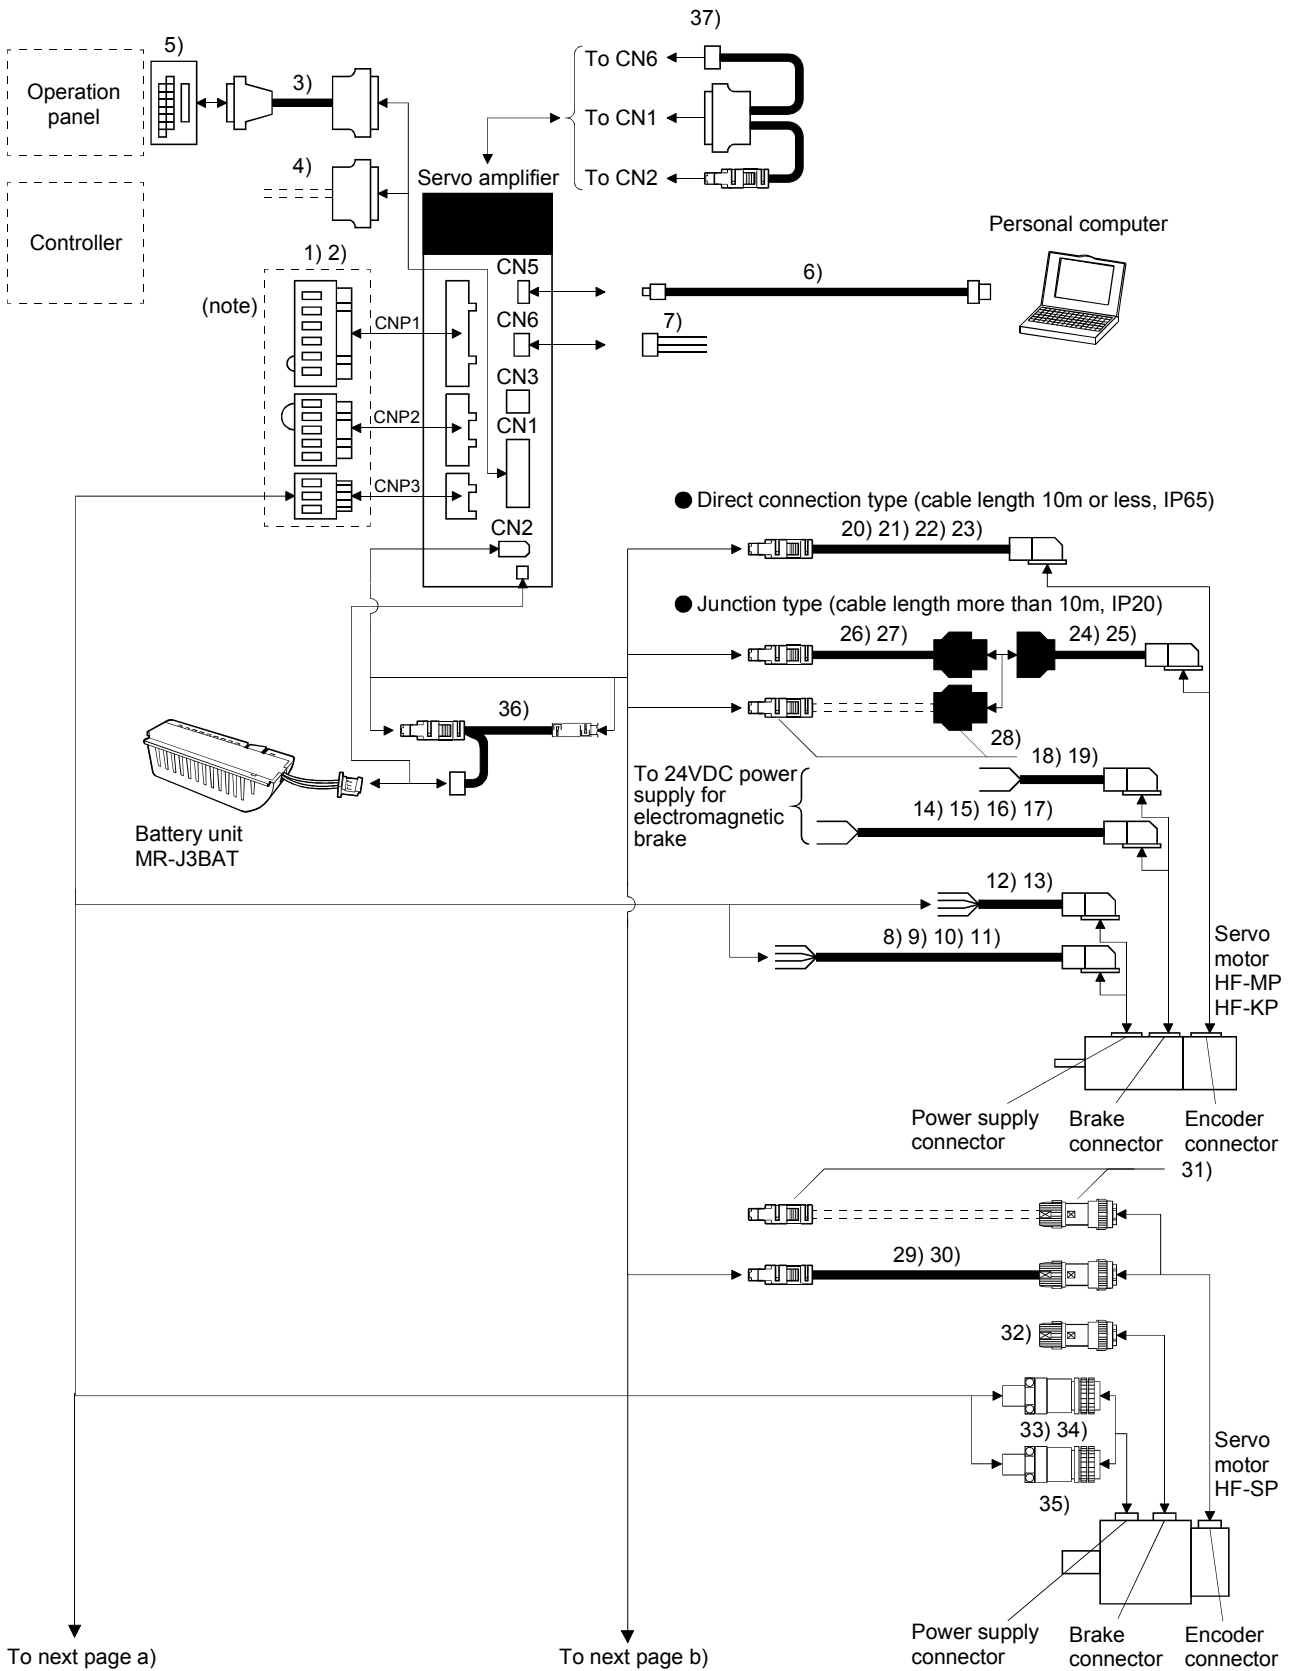 37)
5)
To CN6
Operation
panel
3)
To CN1
4)
Servo amplifier
To CN2
Controller
Personal computer
1) 2)
CN5
6)
(note)
CNP1
CN6
7)
CN3
CNP2
CN1
CNP3
● Direct connection type (cable length 10m or less, IP65)
CN2
20) 21) 22) 23)
● Junction type (cable length more than 10m, IP20)
26) 27)
24) 25)
36)
28)
18) 19)
To 24VDC power
supply for
electromagnetic
brake
14) 15) 16) 17)
Battery unit
MR-J3BAT
12) 13)
8) 9) 10) 11)
Servo
motor
HF-MP
HF-KP
Power supply
connector
Brake
connector
Encoder
connector
31)
29) 30)
32)
33) 34)
Servo
motor
HF-SP
35)
Power supply
connector
Brake
connector
Encoder
connector
To next page a)
To next page b)